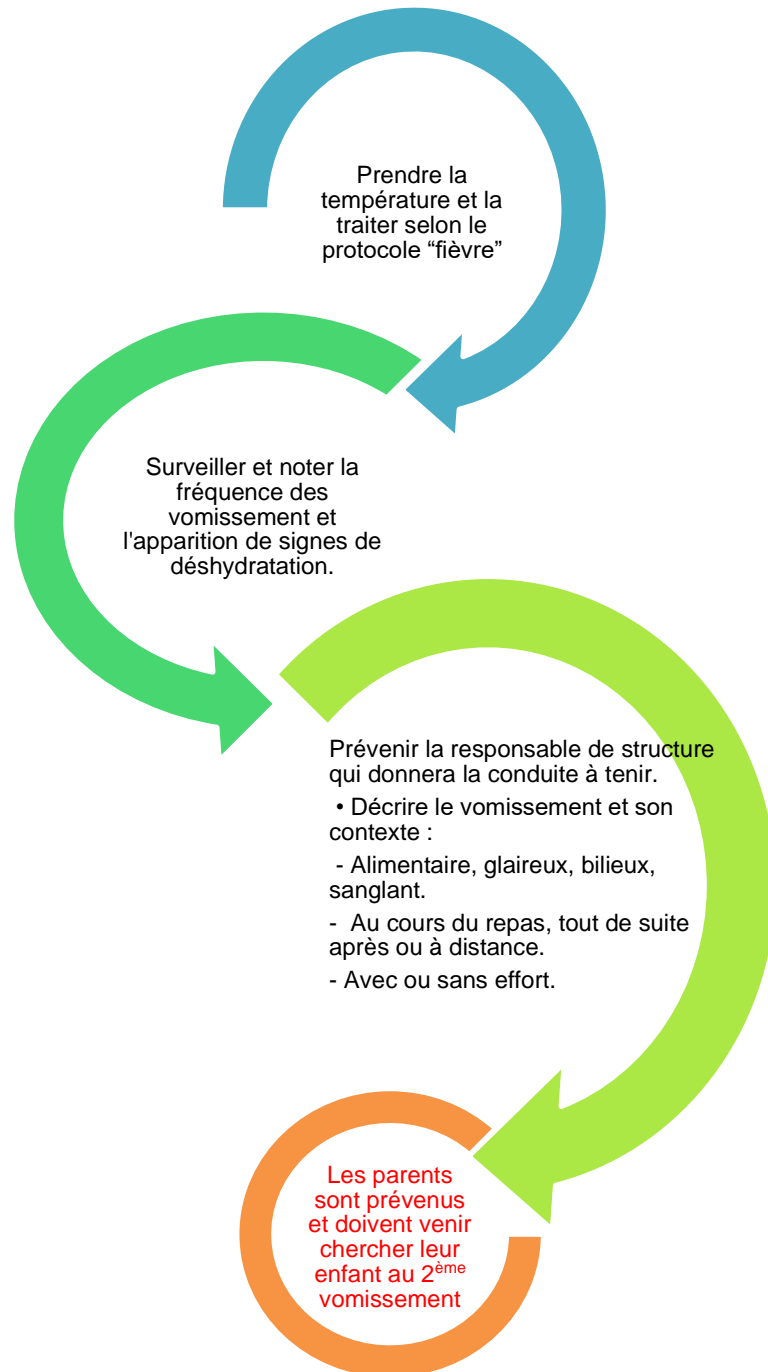 Prendre la
température et la
traiter selon le
protocole “fièvre”
Surveiller et noter la
fréquence des
vomissement et
l'apparition de signes de
déshydratation.
Prévenir la responsable de structure
qui donnera la conduite à tenir.
• Décrire le vomissement et son
contexte :
- Alimentaire, glaireux, bilieux,
sanglant.
- Au cours du repas, tout de suite
après ou à distance.
- Avec ou sans effort.
Les parents
sont prévenus
et doivent venir
chercher leur
enfant au 2ème
vomissement